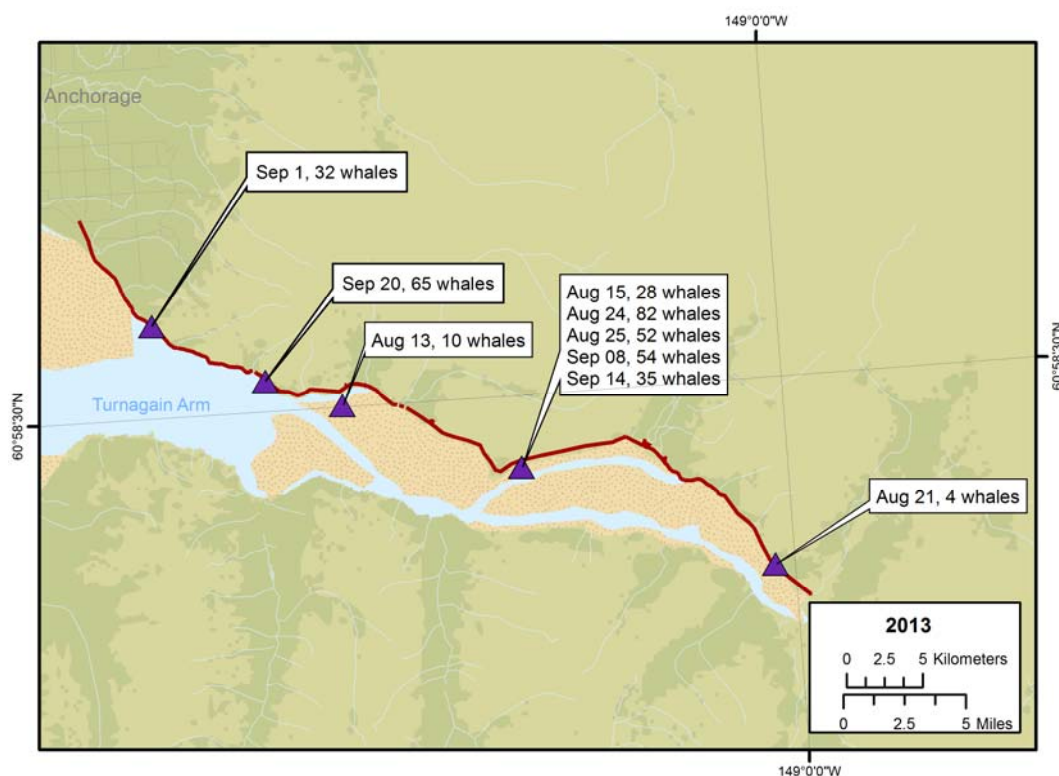 149°0'0"W
Anchorage
Sep 1, 32 whales
Sep 20, 65 whales
Aug 13, 10 whales
Aug 15, 28 whales
Aug 24, 82 whales
Aug 25, 52 whales
Sep 08, 54 whales
Sep 14, 35 whales
60°58'30"N
Turnagain Arm
60°58'30"N
Aug 21, 4 whales
2013
0 2.5 5 Kilometers
0 2.5 5 Miles
149°0'0"W